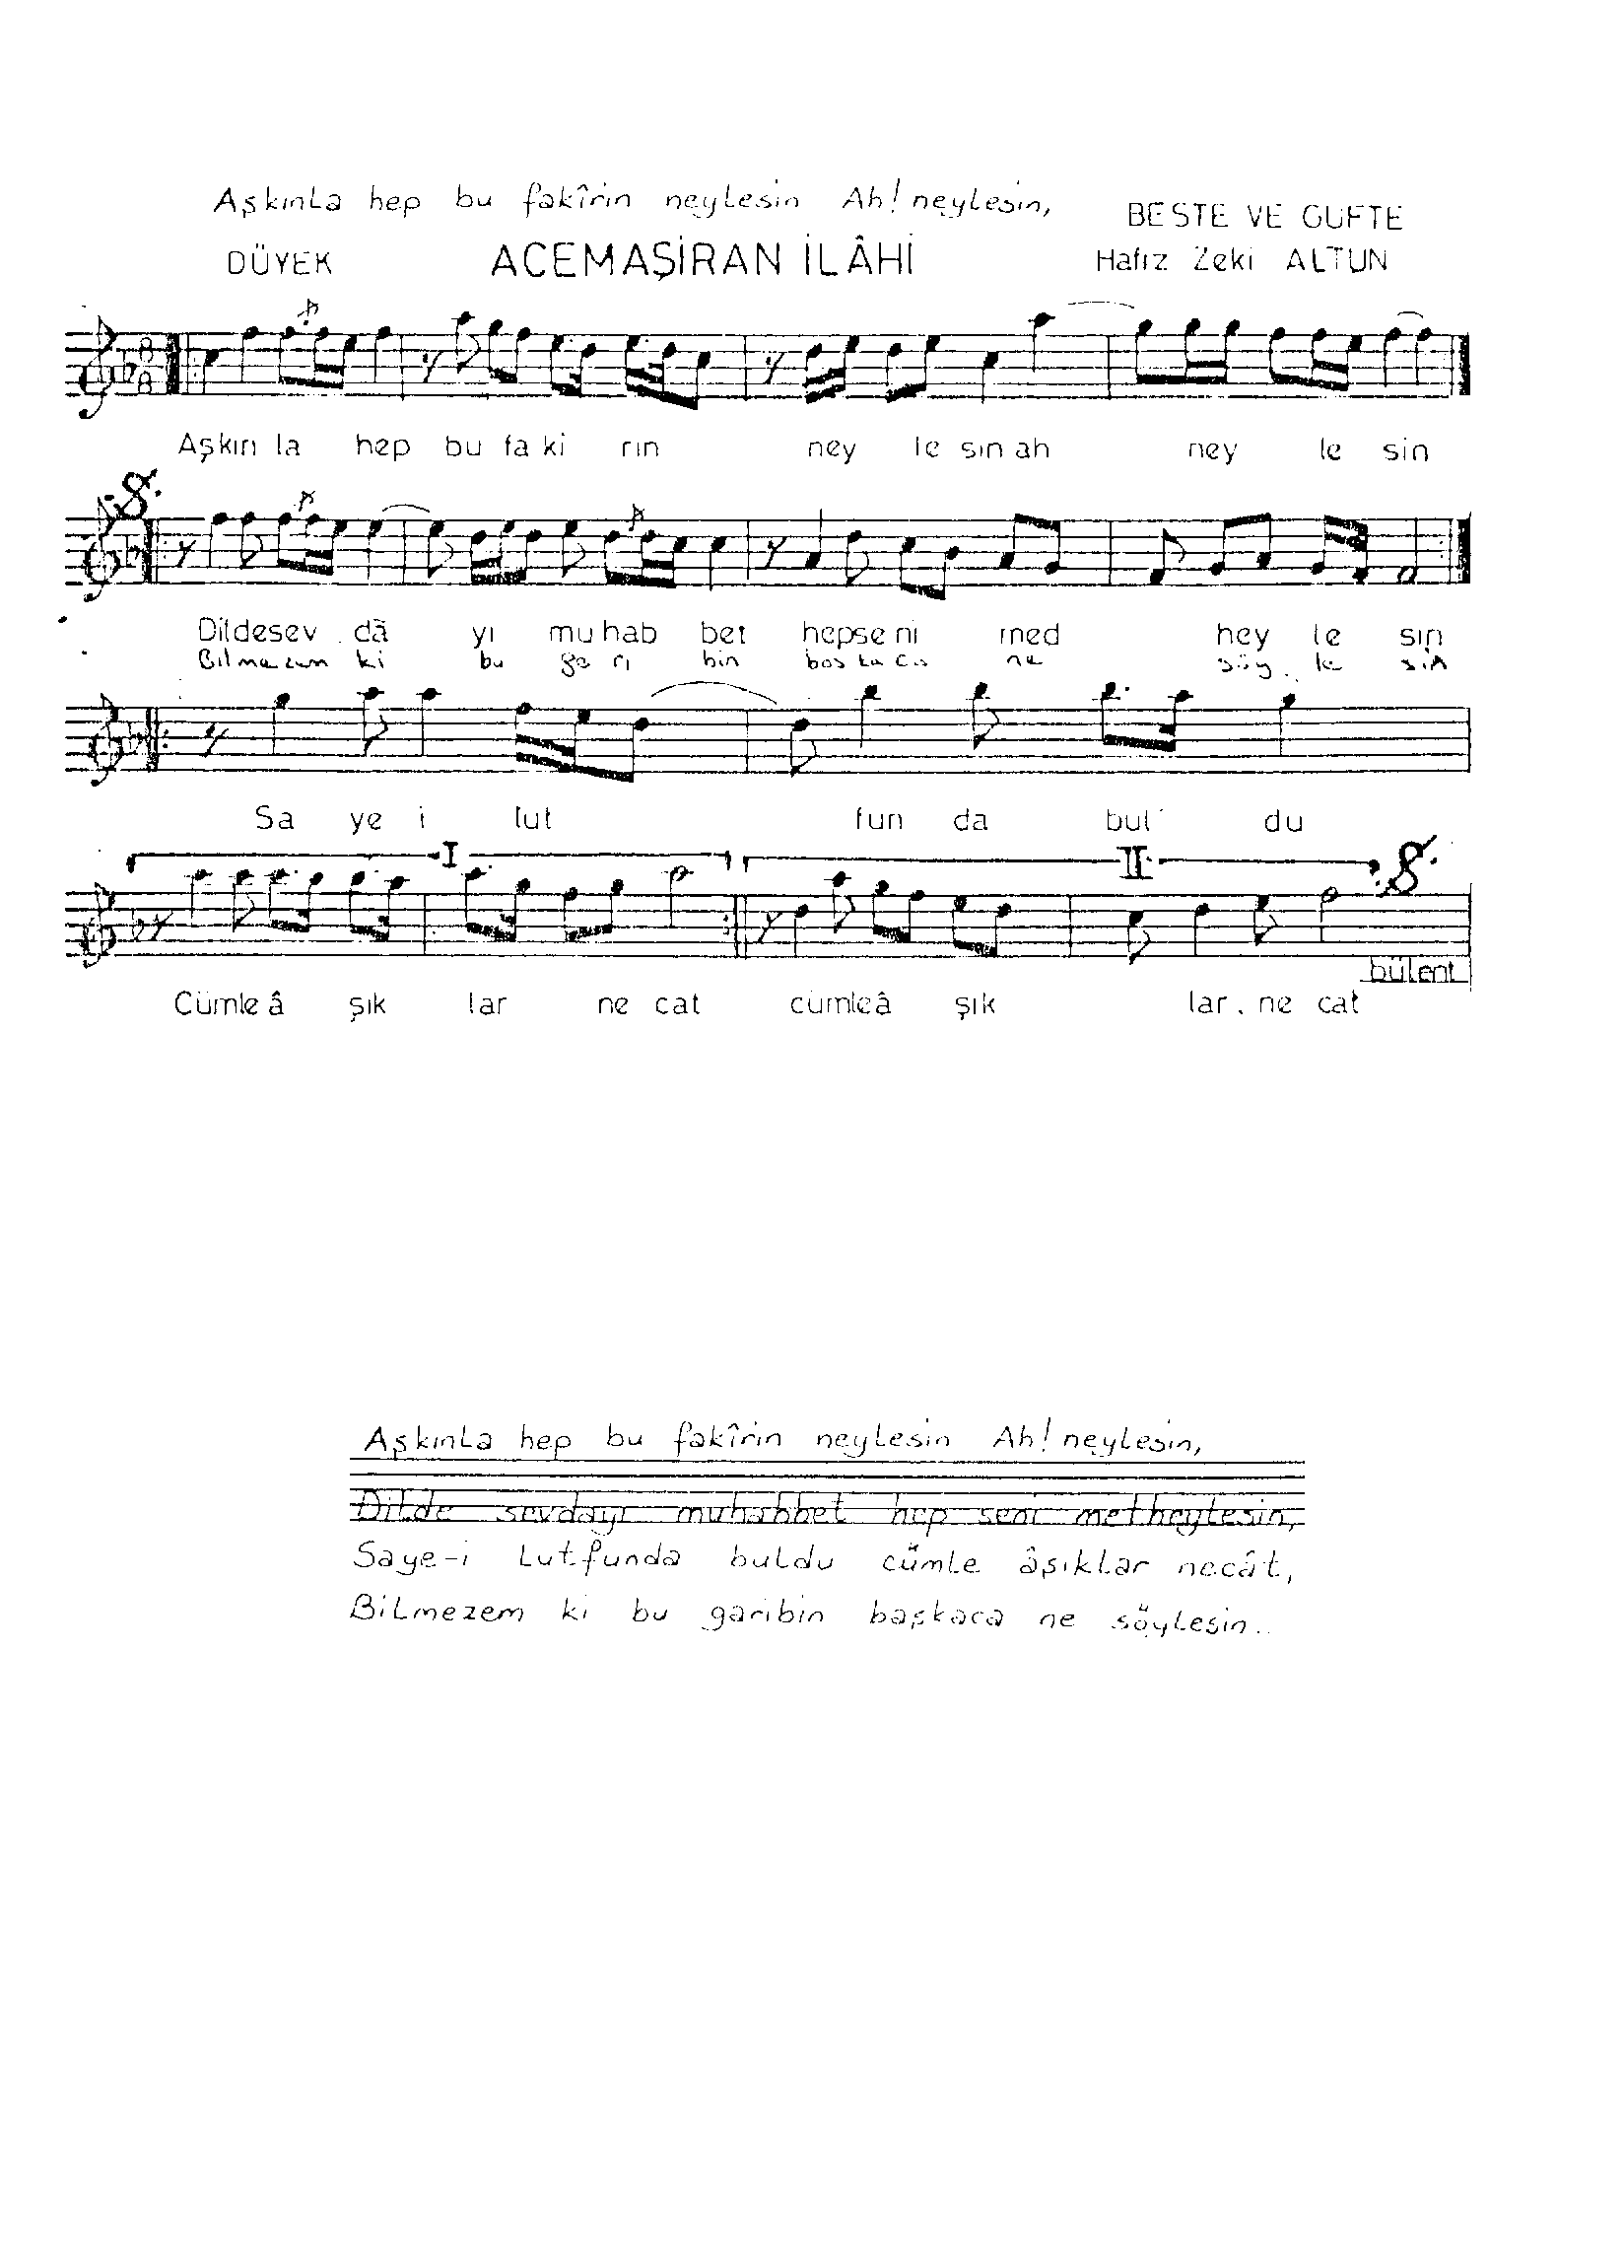 Aşkınla hep bu fakîrin neylesin Ah! neylesin,
BESTE VE GÜFTE
DÜYEK ACEMAŞİRAN İLÂHİ Hafız Zeki ALTUN
8
8
Aşkın la hep bu fa ki rın ney le sın ah ney le sin
Dildesev dâ yı mu hab bet hepse ni med hey le sın
Bilmezem ki bu ga ri bin baş ka ca ne söy le sin
Sa ye i lut fun da bul du
I II
bülent
Cümle â şık lar ne cat cümleâ şık lar. ne cat
Aşkınla hep bu fakîrin neylesin Ah! neylesin,
Dilde sevdayı muhabbet hep seni metheylesin,
Saye-i lutfunda buldu cümle âşıklar necât,
Bilmezem ki bu garibin başkaca ne söylesin..